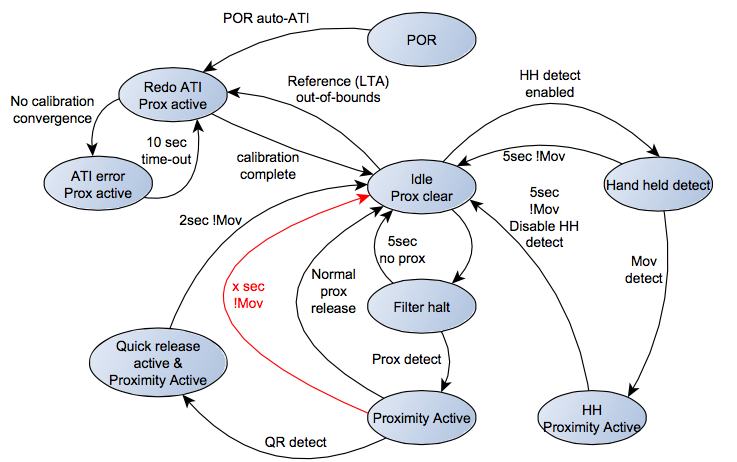 POR auto-ATI
POR
Redo ATI
Prox active
Reference (LTA)
out-of-bounds
HH detect
enabled
No calibration
convergence
10 sec
time-out
calibration
complete
5sec !Mov
ATI error
Prox active
Idle
Prox clear
Hand held detect
2sec !Mov
5sec
!Mov
Disable HH
detect
5sec
no prox
x sec
!Mov
Normal
prox
release
Mov
detect
Filter halt
Quick release
active &
Proximity Active
Prox detect
Proximity Active
HH
Proximity Active
QR detect